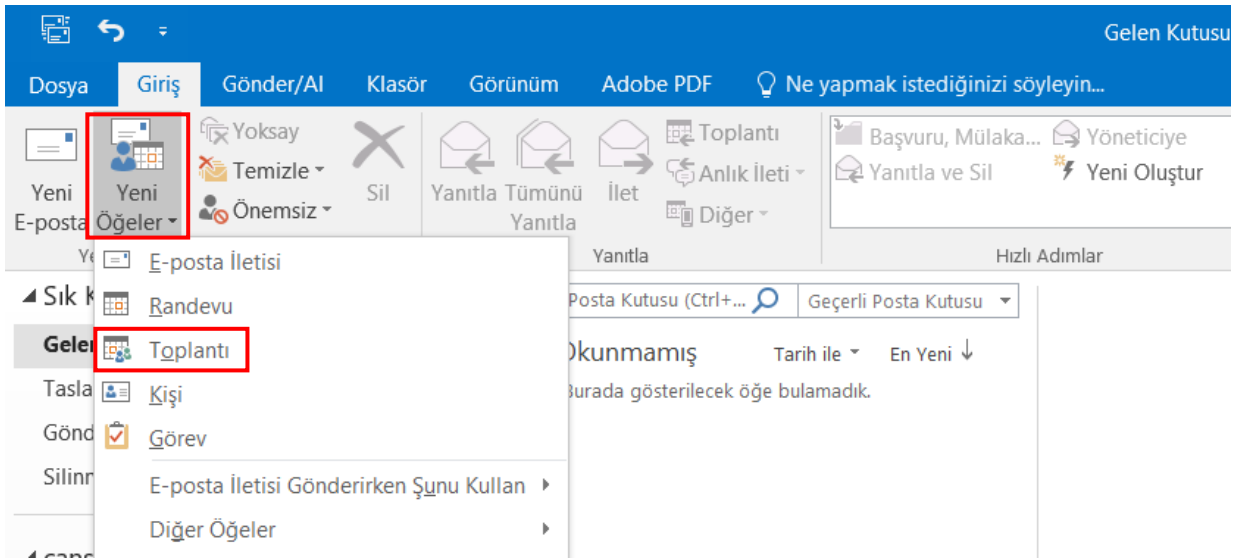 Gelen Kutusu
Dosya Giriş Gönder/Al Klasör Görünüm Adobe PDF Ne yapmak istediğinizi söyleyin...
Yeni E-posta
Yeni Öğeler
Yoksay
Temizle
Önemsiz
Sil
Yanıtla
Tümünü Yanıtla
İlet
Toplantı
Anlık İleti
Diğer
Yanıtla
Başvuru, Mülaka...
Yanıtla ve Sil
Yöneticiye
Yeni Oluştur
Hızlı Adımlar
E-posta İletisi
Randevu
Toplantı
Kişi
Görev
E-posta İletisi Gönderirken Şunu Kullan
Diğer Öğeler
Sık
Posta Kutusu (Ctrl+...
Geçerli Posta Kutusu
Okunmamış
Tarih ile
En Yeni
Burada gösterilecek öğe bulamadık.